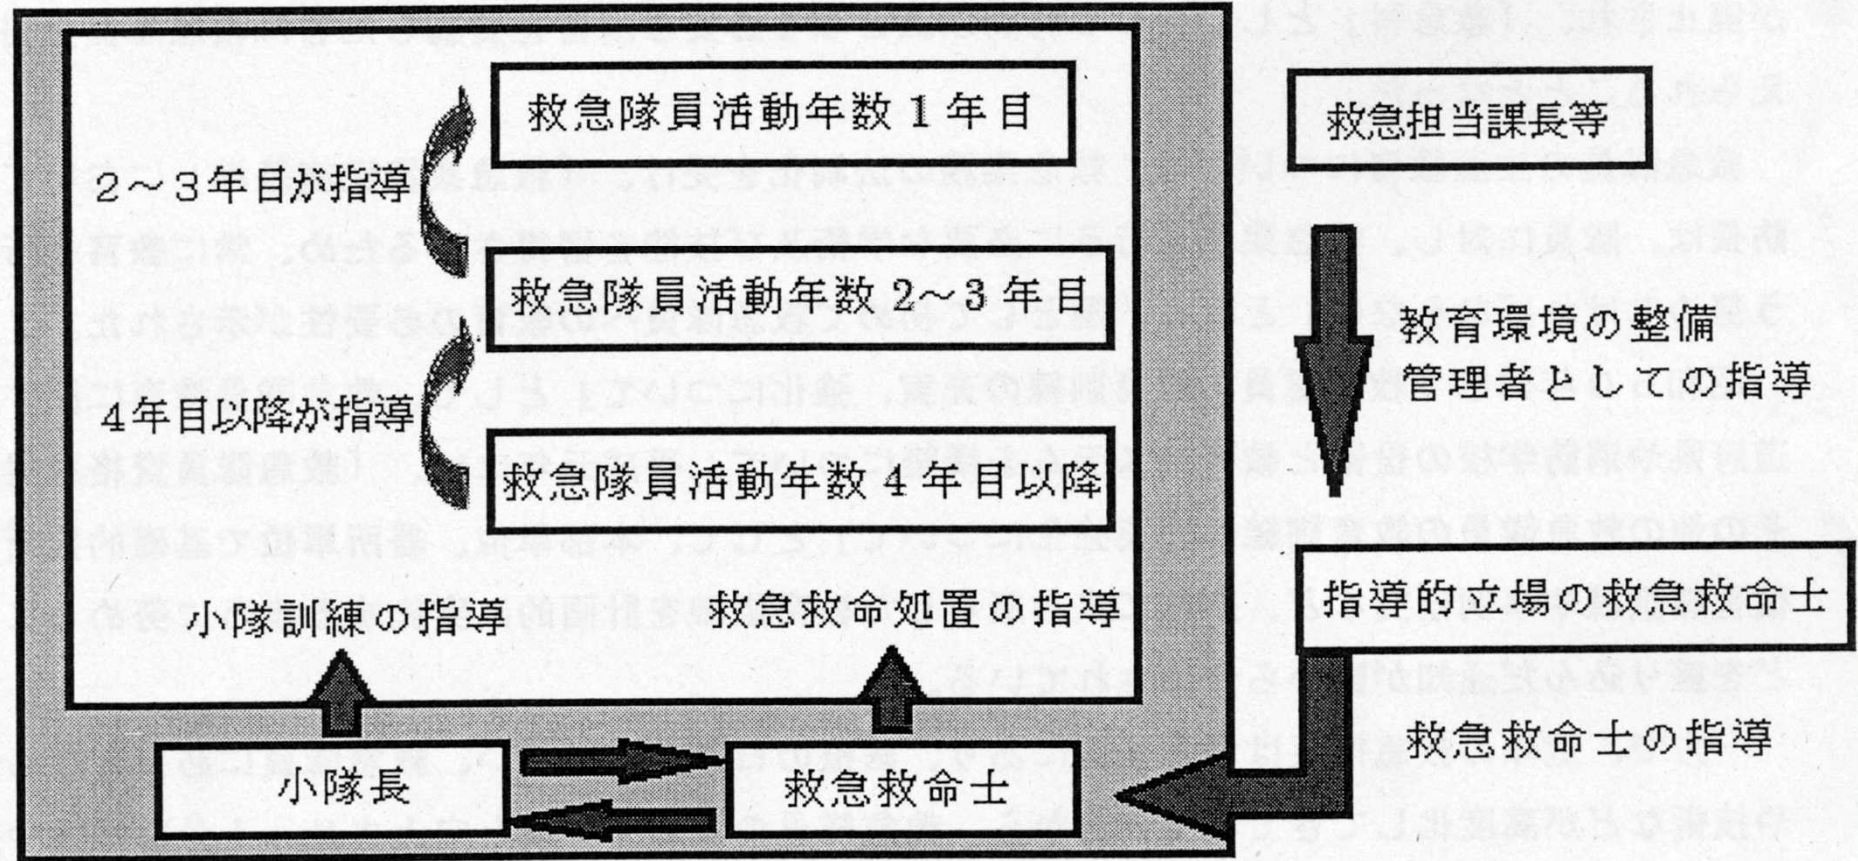 救急隊員活動年数1年目
2～3年目が指導
救急隊員活動年数2～3年目
4年目以降が指導
救急隊員活動年数4年目以降
小隊訓練の指導
救急救命処置の指導
小隊長
救急救命士
救急担当課長等
教育環境の整備
管理者としての指導
指導的立場の救急救命士
救急救命士の指導